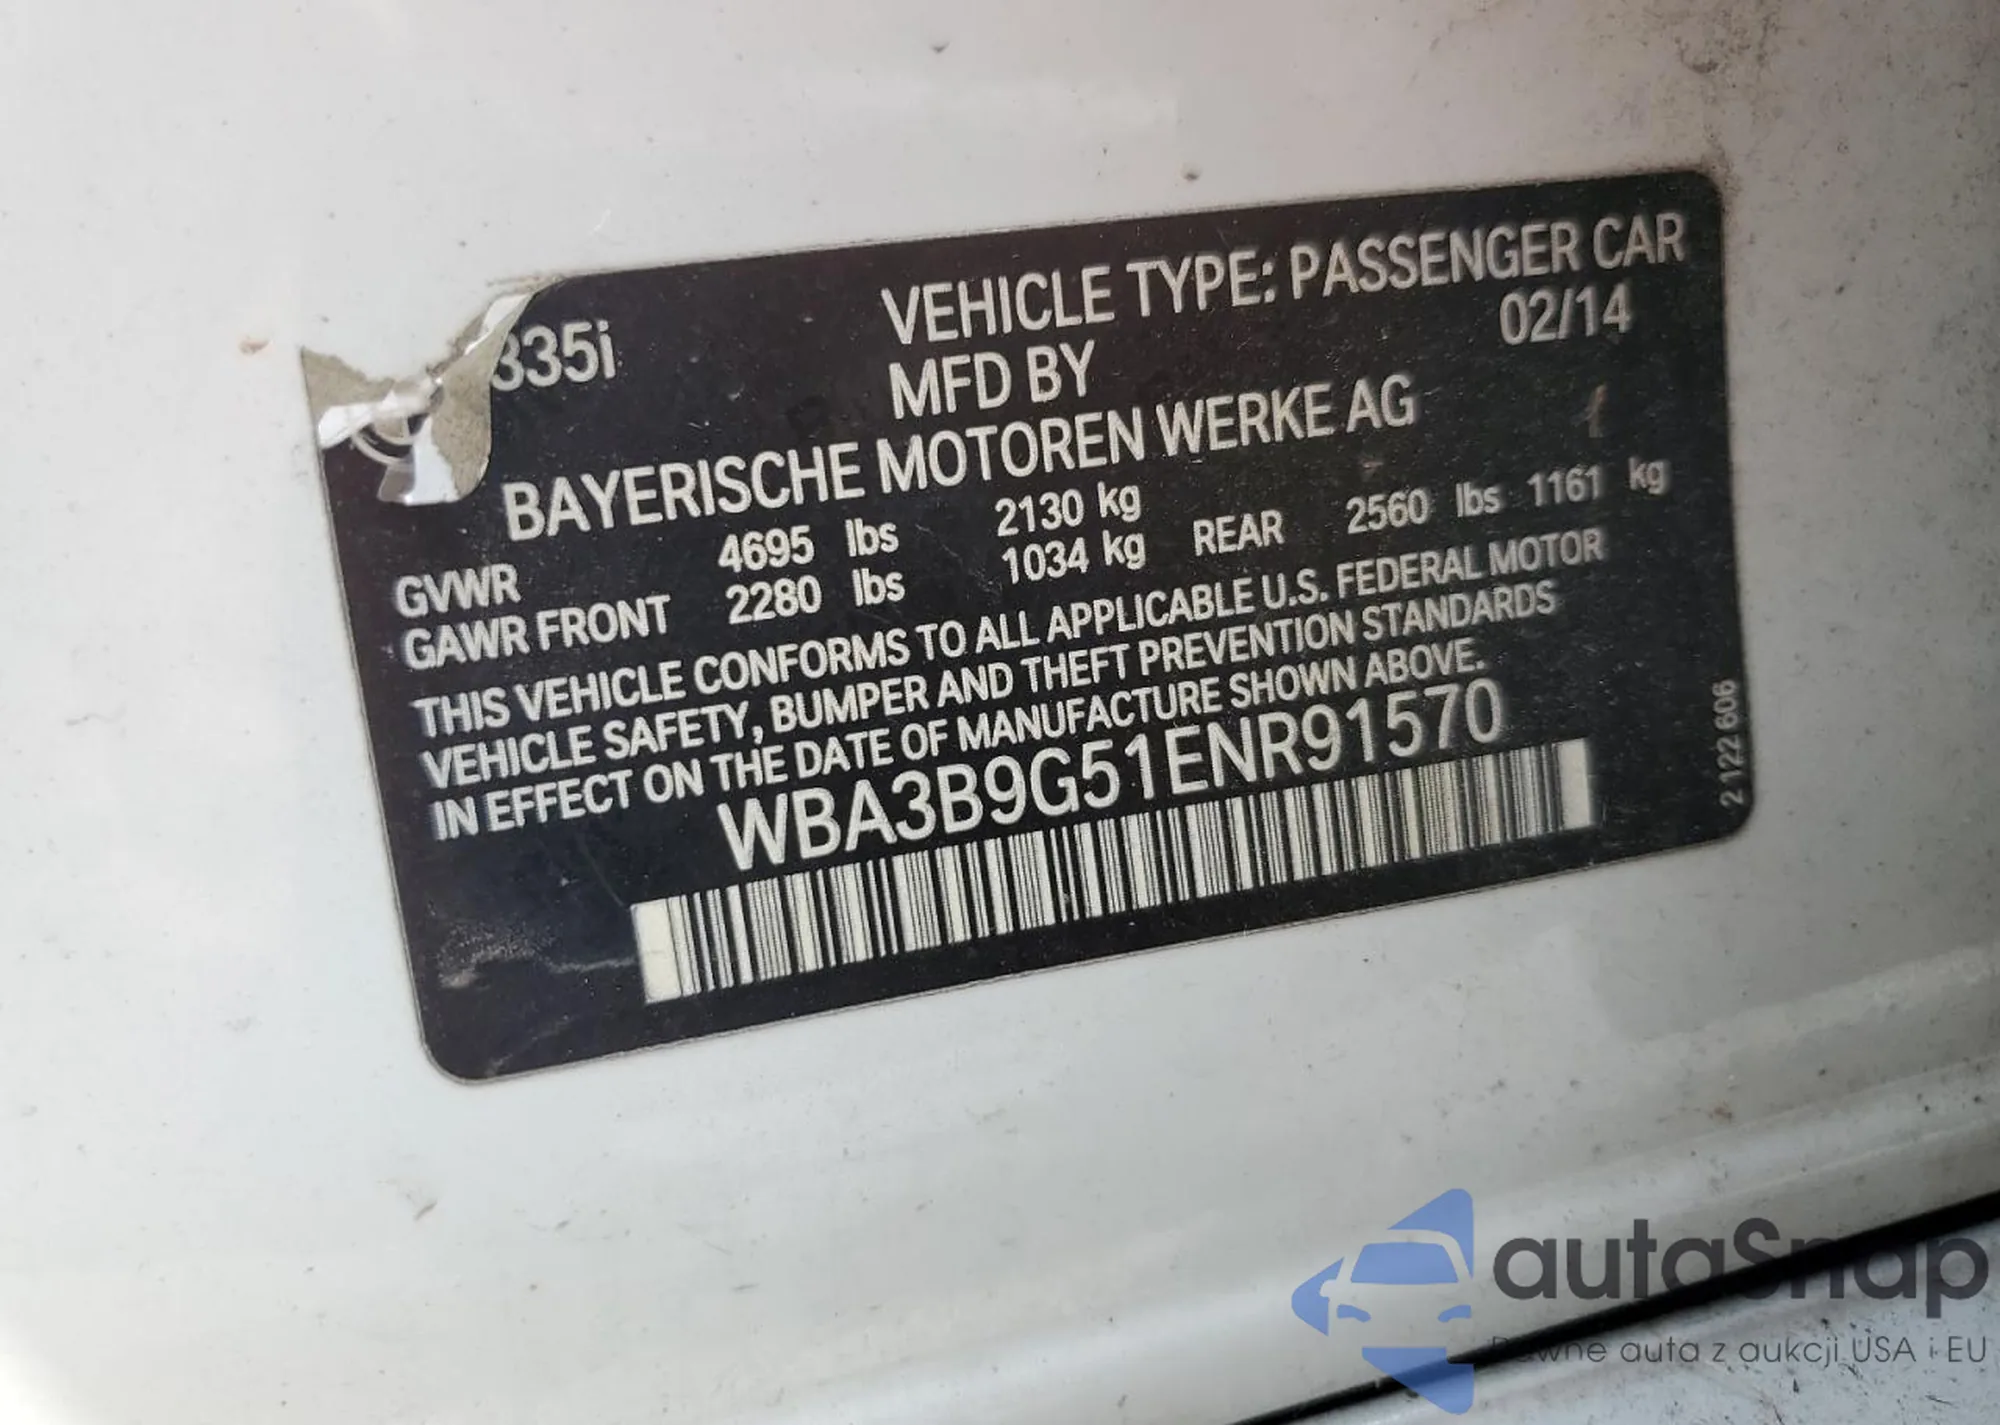 335i
VEHICLE TYPE: PASSENGER CAR
MFD BY 02/14
BAYERISCHE MOTOREN WERKE AG
GVWR 4695 lbs 2130 kg
GAWR FRONT 2280 lbs 1034 kg REAR 2560 lbs 1161 kg
THIS VEHICLE CONFORMS TO ALL APPLICABLE U.S. FEDERAL MOTOR
VEHICLE SAFETY, BUMPER AND THEFT PREVENTION STANDARDS
IN EFFECT ON THE DATE OF MANUFACTURE SHOWN ABOVE.
WBA3B9G51ENR91570
2 122 606
autaSnap
Pewne auta z aukcji USA i EU